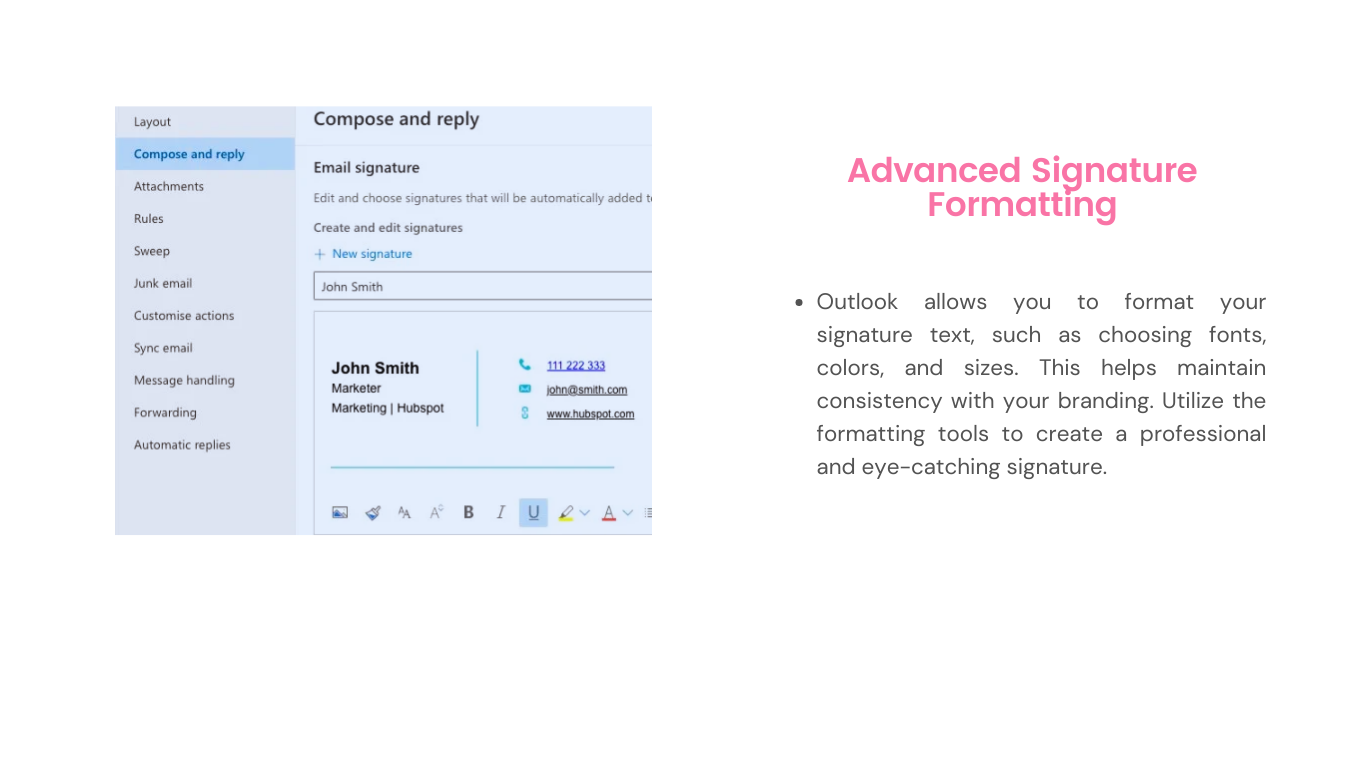 Layout
Compose and reply
Attachments
Rules
Sweep
Junk email
Customise actions
Sync email
Message handling
Forwarding
Automatic replies
Compose and reply
Email signature
Edit and choose signatures that will be automatically added
Create and edit signatures
+ New signature
John Smith
John Smith
Marketer
Marketing | Hubspot
111 222 333
john@smith.com
www.hubspot.com
B I U A
Advanced Signature
Formatting
• Outlook allows you to format your
signature text, such as choosing fonts,
colors, and sizes. This helps maintain
consistency with your branding. Utilize the
formatting tools to create a professional
and eye-catching signature.